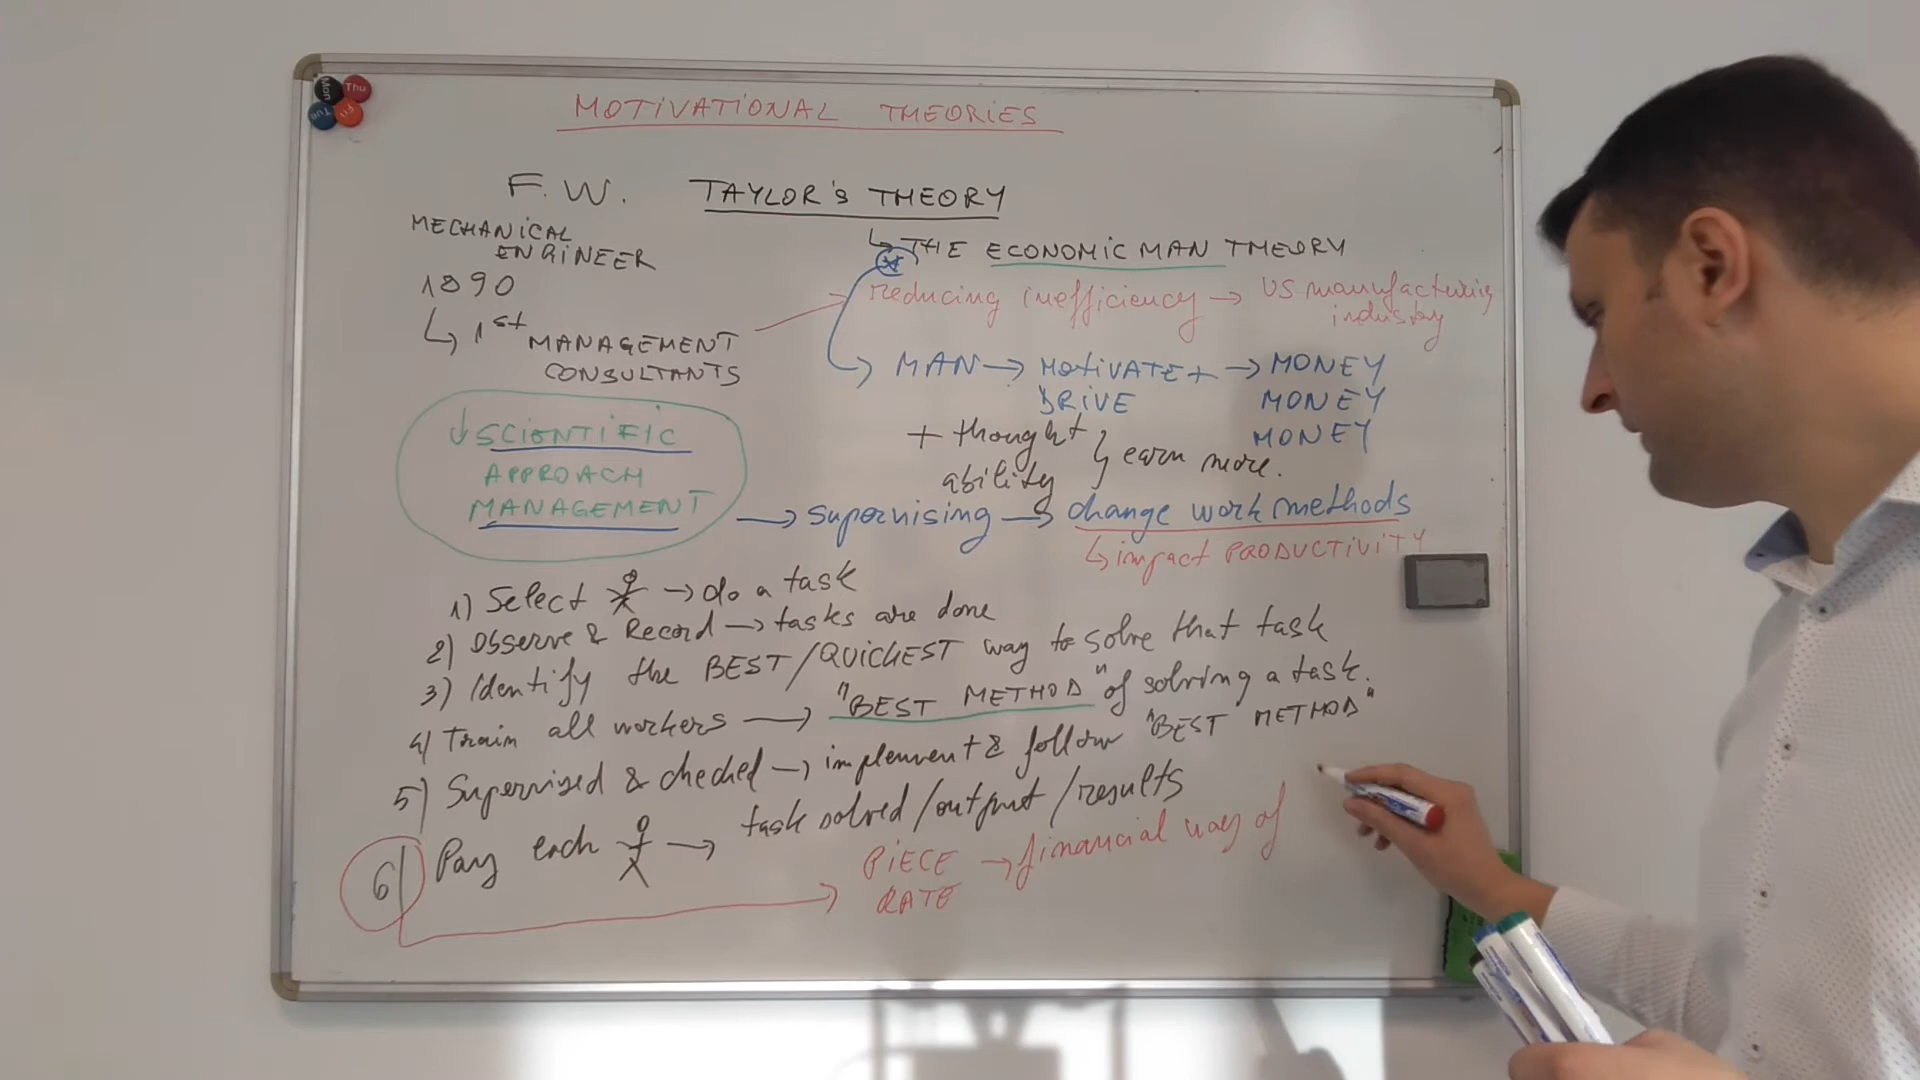 Mon Thu
Tue Fri
MOTIVATIONAL THEORIES
F. W. TAYLOR'S THEORY
MECHANICAL
ENGINEER
1890
↳ 1st MANAGEMENT
CONSULTANTS
↳ THE ECONOMIC MAN THEORY
reducing inefficiency → US manufacturing
industry
MAN → MOTIVATE + → MONEY
DRIVE MONEY
MONEY
+ thought
ability } earn more.
↓ SCIENTIFIC
APPROACH
MANAGEMENT → supervising → change work methods
↳ impact PRODUCTIVITY
1) Select → do a task
2) Observe & Record → tasks are done
3) Identify the BEST/QUICKEST way to solve that task
4) Train all workers → "BEST METHOD" of solving a task.
5) Supervised & checked → implement & follow "BEST METHOD"
6) Pay each → task solved/output/results
PIECE
RATE → financial way of